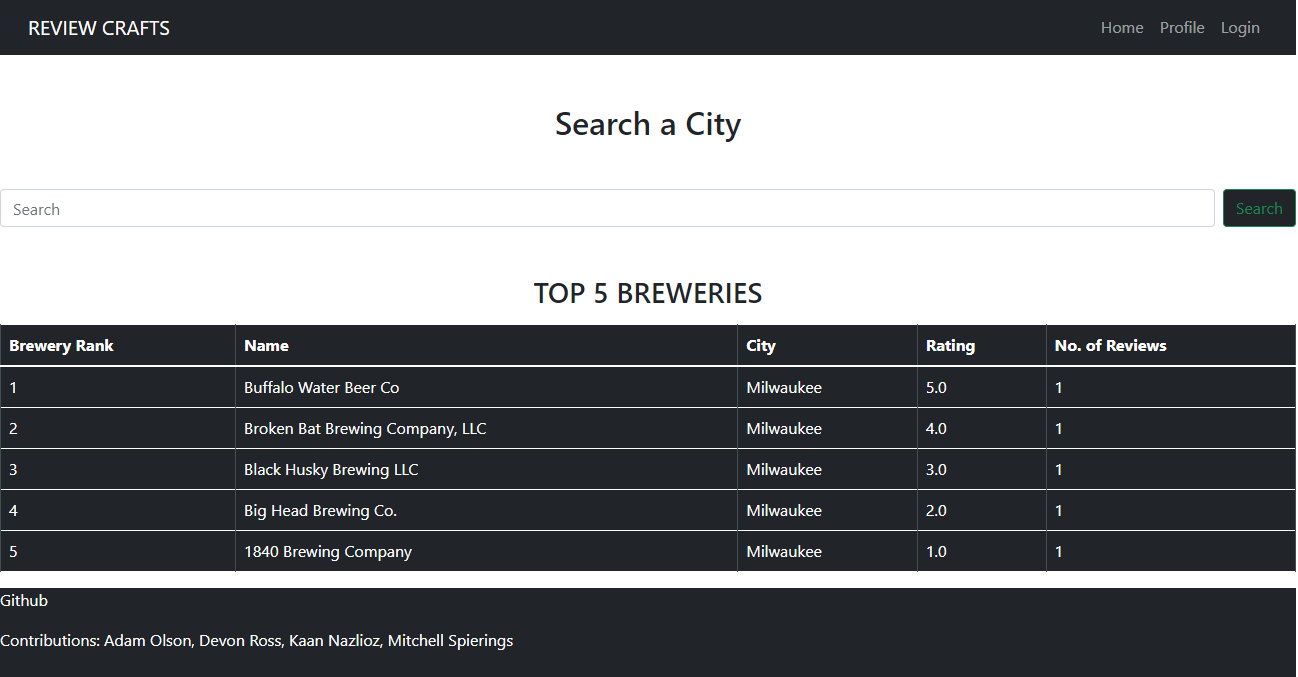 REVIEW CRAFTS Home Profile Login
Search a City
Search Search
TOP 5 BREWERIES
Brewery Rank Name City Rating No. of Reviews
1 Buffalo Water Beer Co Milwaukee 5.0 1
2 Broken Bat Brewing Company, LLC Milwaukee 4.0 1
3 Black Husky Brewing LLC Milwaukee 3.0 1
4 Big Head Brewing Co. Milwaukee 2.0 1
5 1840 Brewing Company Milwaukee 1.0 1
Github
Contributions: Adam Olson, Devon Ross, Kaan Nazlioz, Mitchell Spierings